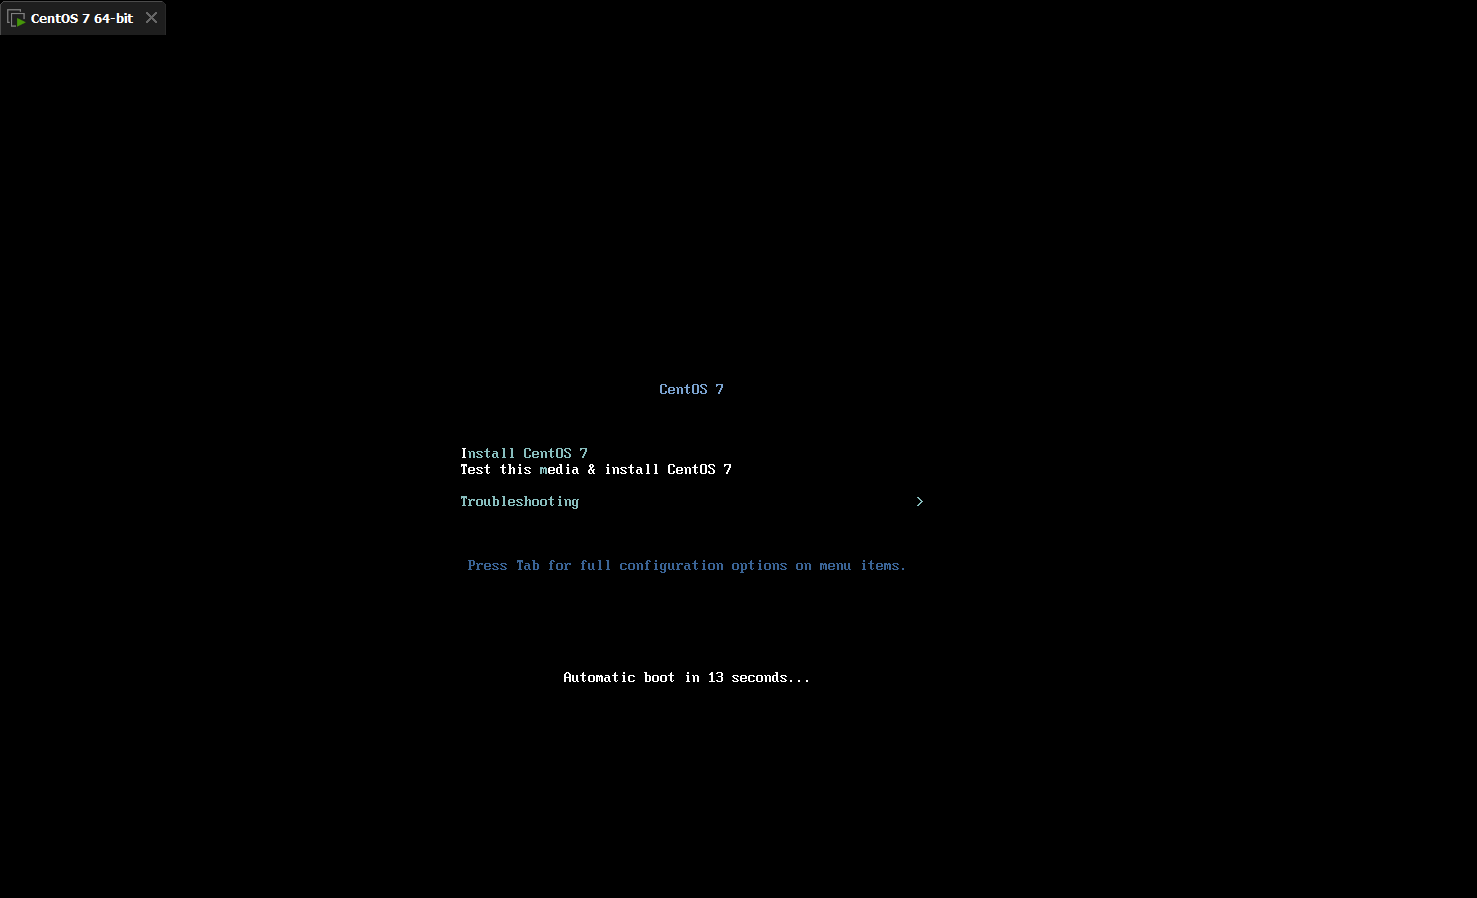 CentOS 7 64-bit
CentOS 7
Install CentOS 7
Test this media & install CentOS 7
Troubleshooting >
Press Tab for full configuration options on menu items.
Automatic boot in 13 seconds...